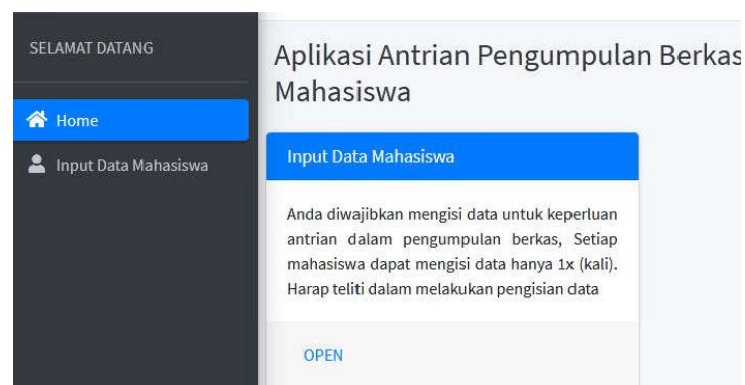 SELAMAT DATANG
Home
Input Data Mahasiswa
Aplikasi Antrian Pengumpulan Berkas
Mahasiswa
Input Data Mahasiswa
Anda diwajibkan mengisi data untuk keperluan
antrian dalam pengumpulan berkas, Setiap
mahasiswa dapat mengisi data hanya 1x (kali).
Harap teliti dalam melakukan pengisian data
OPEN